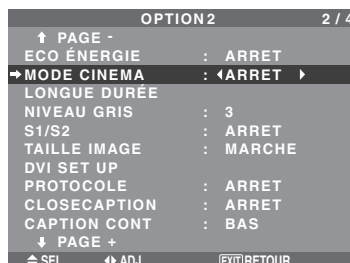 OPTION2 2 / 4
↑ PAGE -
ECO ÉNERGIE : ARRET
→MODE CINEMA : ◂ARRET ▸
LONGUE DURÉE
NIVEAU GRIS : 3
S1/S2 : ARRET
TAILLE IMAGE : MARCHE
DVI SET UP
PROTOCOLE : ARRET
CLOSECAPTION : ARRET
CAPTION CONT : BAS
↓ PAGE +
SEL. ADJ. EXIT RETOUR